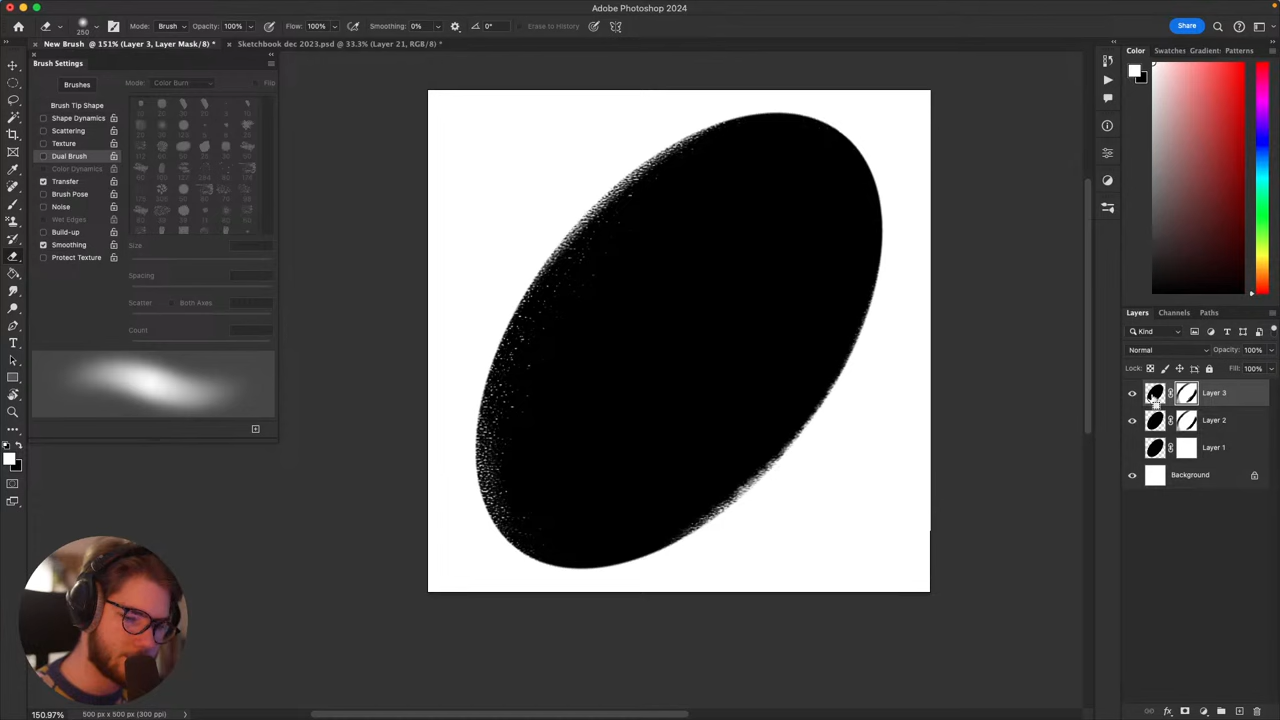 Adobe Photoshop 2024
250
Mode: Brush
Opacity: 100%
Flow: 100%
Smoothing: 0%
0°
Erase to History
Share
New Brush @ 151% (Layer 3, Layer Mask/8) *
Sketchbook dec 2023.psd @ 33.3% (Layer 21, RGB/8) *
Brush Settings
Brushes
Mode: Color Burn
Flip
Brush Tip Shape
Shape Dynamics
Scattering
Texture
Dual Brush
Color Dynamics
Transfer
Brush Pose
Noise
Wet Edges
Build-up
Smoothing
Protect Texture
Size
Spacing
Scatter
Both Axes
Count
Color
Swatches
Gradient
Patterns
Layers
Channels
Paths
Kind
Normal
Opacity: 100%
Lock:
Fill: 100%
Layer 3
Layer 2
Layer 1
Background
T
150.97%
500 px x 500 px (300 ppi)
fx